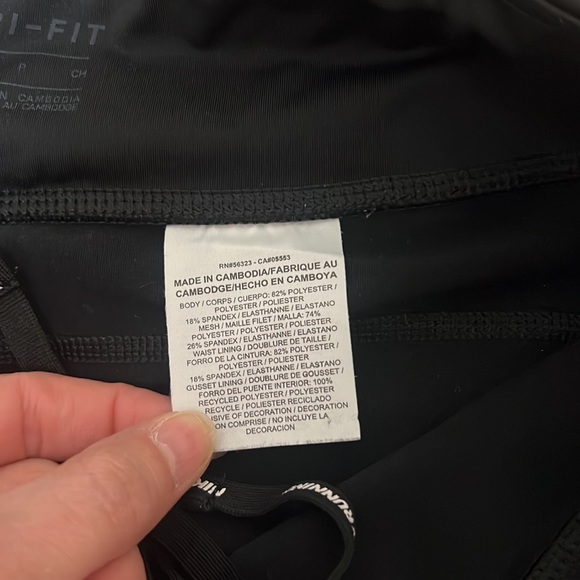 RI-FIT
P CH
N CAMBODIA
AU CAMBODGE
RN#56323 - CA#05553
MADE IN CAMBODIA/FABRIQUE AU
CAMBODGE/HECHO EN CAMBOYA
BODY / CORPS / CUERPO: 82% POLYESTER /
POLYESTER / POLIESTER
18% SPANDEX / ELASTHANNE / ELASTANO
MESH / MAILLE FILET / MALLA: 74%
POLYESTER / POLYESTER / POLIESTER
26% SPANDEX / ELASTHANNE / ELASTANO
WAIST LINING / DOUBLURE DE TAILLE /
FORRO DE LA CINTURA: 82% POLYESTER /
POLYESTER / POLIESTER
18% SPANDEX / ELASTHANNE / ELASTANO
GUSSET LINING / DOUBLURE DE GOUSSET /
FORRO DEL PUENTE INTERIOR: 100%
RECYCLED POLYESTER / POLYESTER
RECYCLE / POLIESTER RECICLADO
USIVE OF DECORATION / DECORATION
ON COMPRISE / NO INCLUYE LA
DECORACION
NIK
RUNNIN